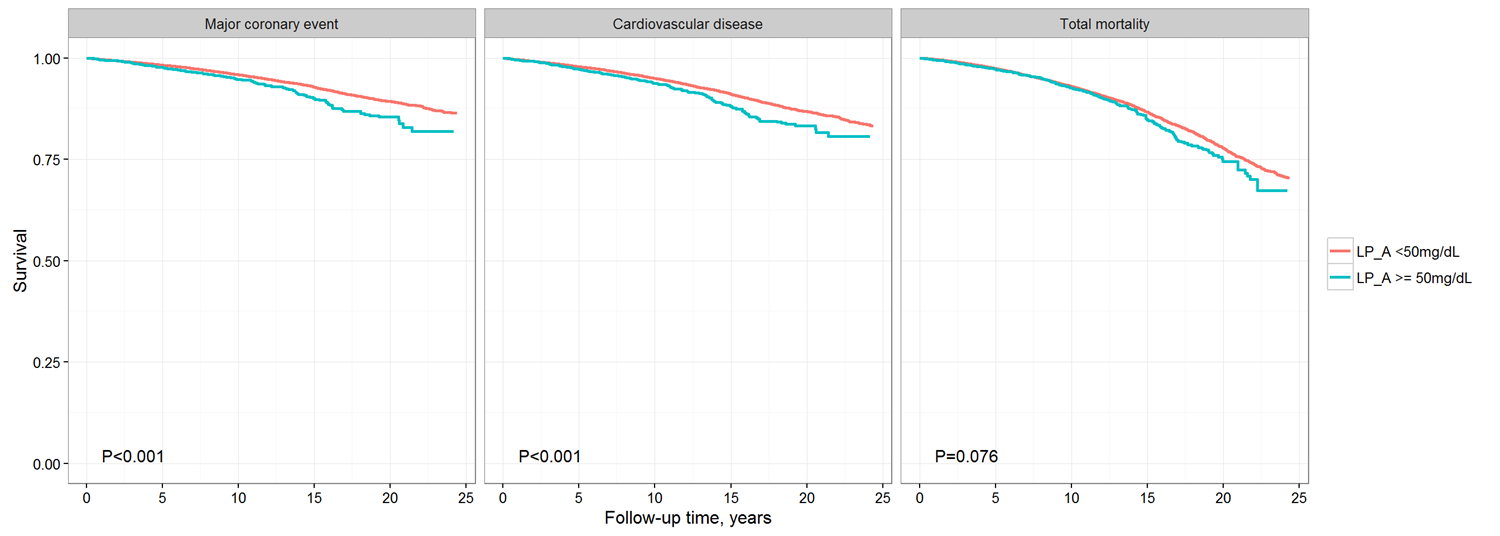 Major coronary event
Cardiovascular disease
Total mortality
Survival
1.00
0.75
0.50
0.25
0.00
P<0.001
P<0.001
P=0.076
0 5 10 15 20 25
0 5 10 15 20 25
0 5 10 15 20 25
Follow-up time, years
LP_A <50mg/dL
LP_A >= 50mg/dL